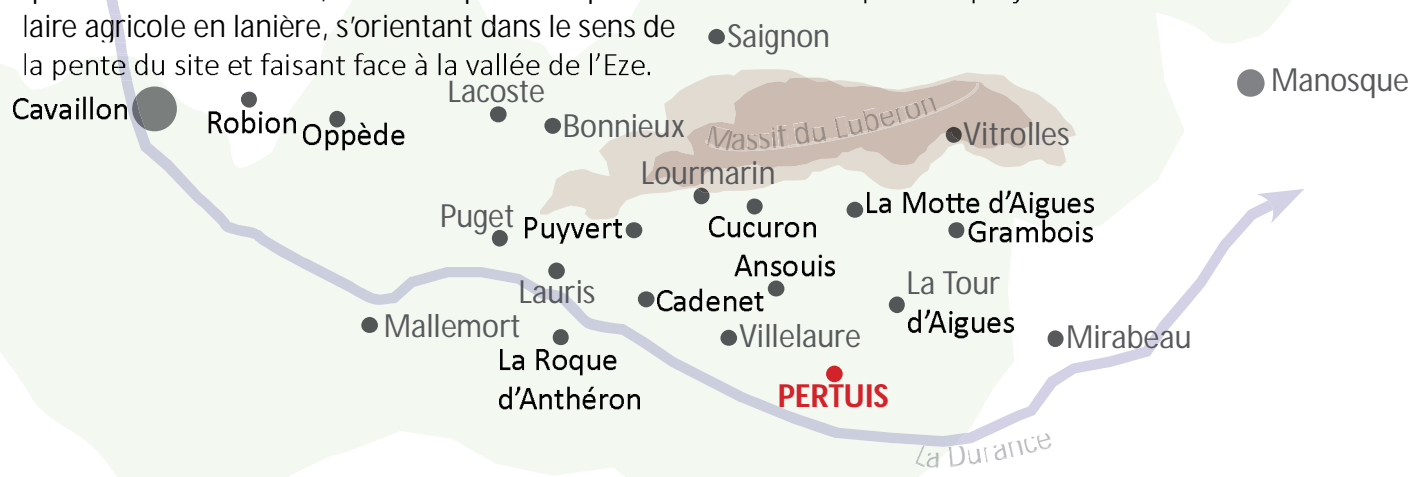 laire agricole en lanière, s’orientant dans le sens de
la pente du site et faisant face à la vallée de l’Eze.
Saignon
Manosque
Lacoste
Cavaillon
Robion
Oppède
Bonnieux
Massif du Luberon
Vitrolles
Lourmarin
Puget
Puyvert
Cucuron
La Motte d’Aigues
Grambois
Ansouis
Lauris
Cadenet
La Tour
d’Aigues
Mallemort
Villelaure
Mirabeau
La Roque
d’Anthéron
PERTUIS
La Durance